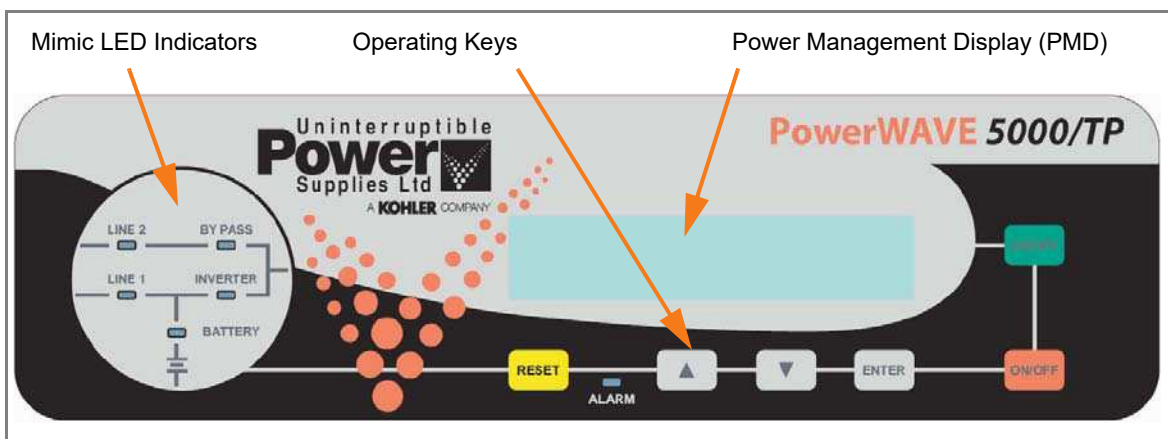 Mimic LED Indicators
Operating Keys
Power Management Display (PMD)
Uninterruptible
Power
Supplies Ltd
A KOHLER COMPANY
PowerWAVE 5000/TP
LINE 2
BY PASS
LINE 1
INVERTER
BATTERY
RESET
ALARM
▲
▼
ENTER
ON/OFF